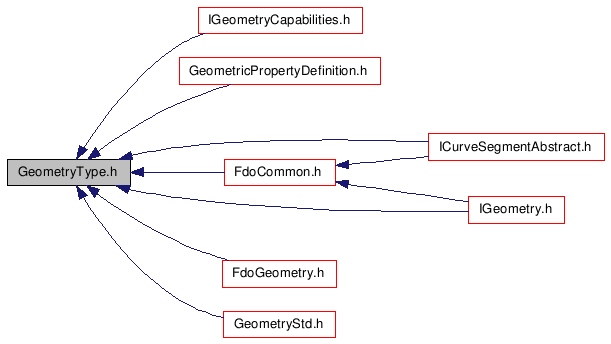 IGeometryCapabilities.h
GeometricPropertyDefinition.h
ICurveSegmentAbstract.h
GeometryType.h
FdoCommon.h
IGeometry.h
FdoGeometry.h
GeometryStd.h